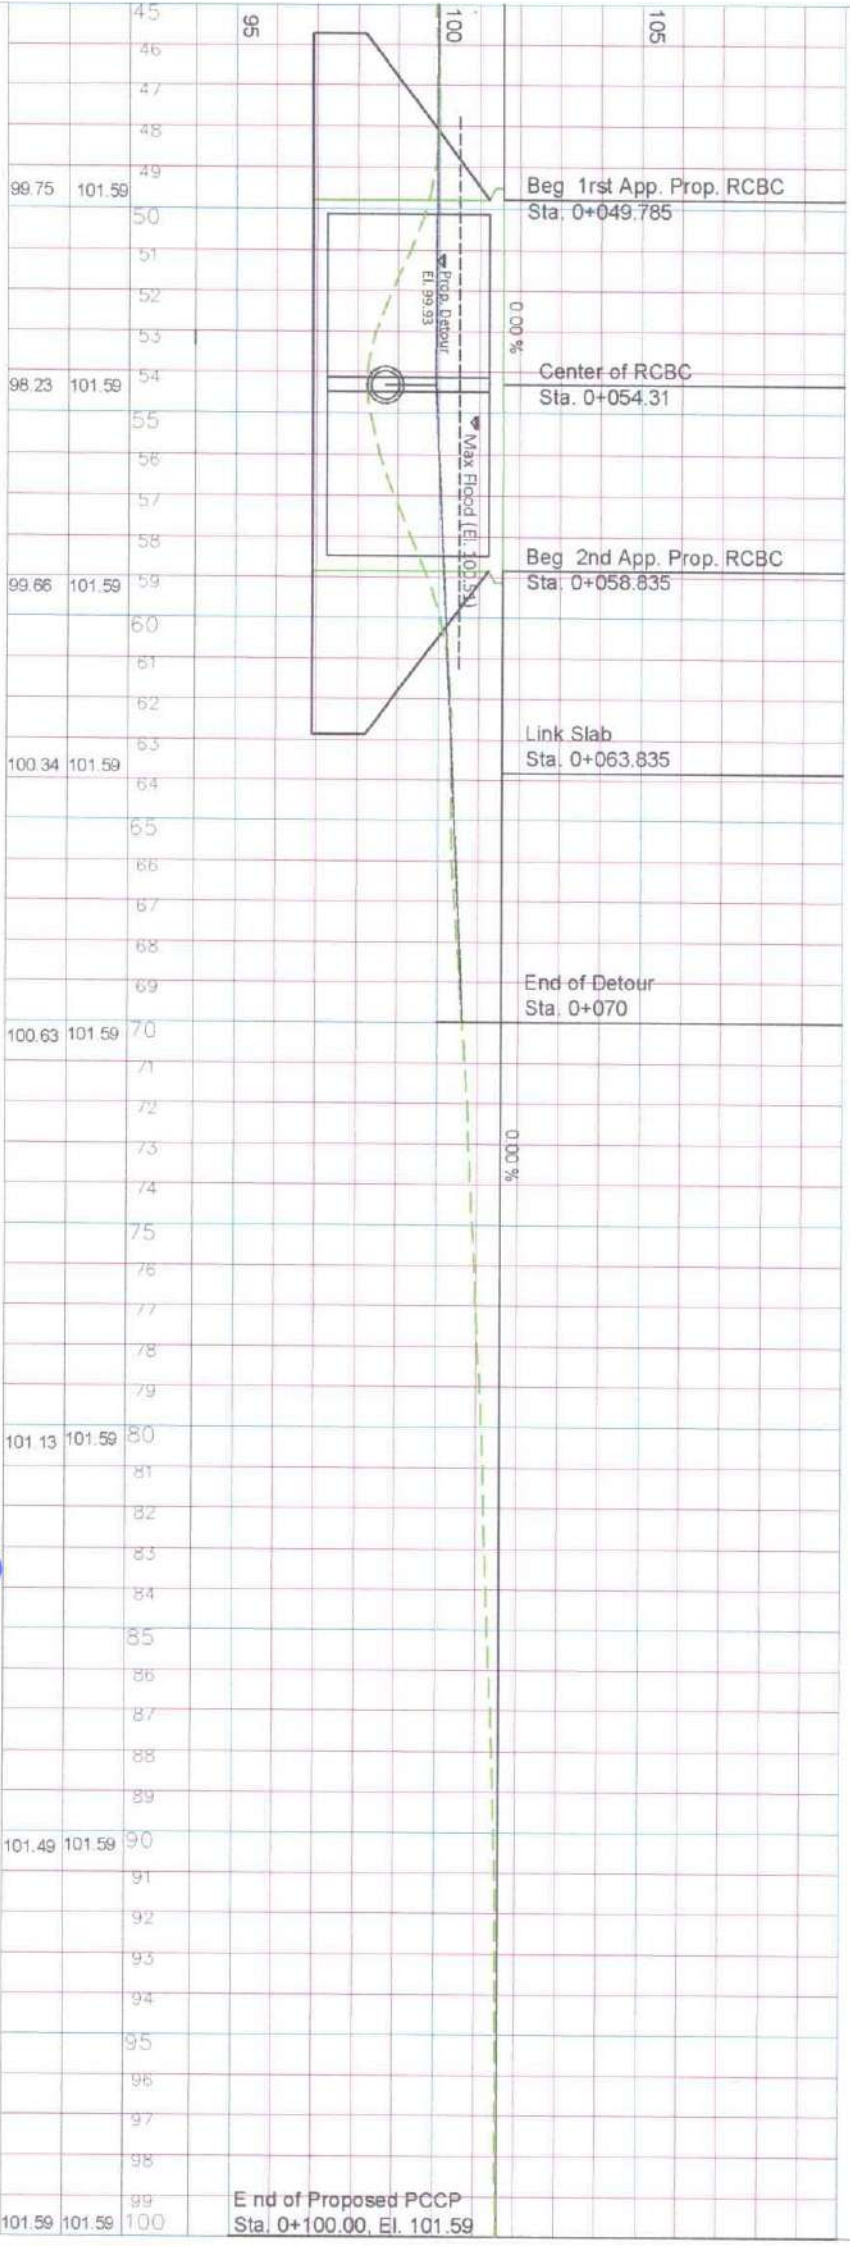 95
100
105
45
46
47
48
49
99.75 101.59
Beg 1rst App. Prop. RCBC
Sta. 0+049.785
50
51
52
Prop. Detour
El. 99.93
0.00 %
53
54
98.23 101.59
Center of RCBC
Sta. 0+054.31
55
Max Flood (El. 100.51)
56
57
58
Beg 2nd App. Prop. RCBC
Sta. 0+058.835
99.66 101.59 59
60
61
62
63
Link Slab
Sta. 0+063.835
100.34 101.59
64
65
66
67
68
69
End of Detour
Sta. 0+070
100.63 101.59 70
71
72
73
0.00 %
74
75
76
77
78
79
101.13 101.59 80
81
82
83
84
85
86
87
88
89
101.49 101.59 90
91
92
93
94
95
96
97
98
99
End of Proposed PCCP
Sta. 0+100.00, El. 101.59
101.59 101.59 100